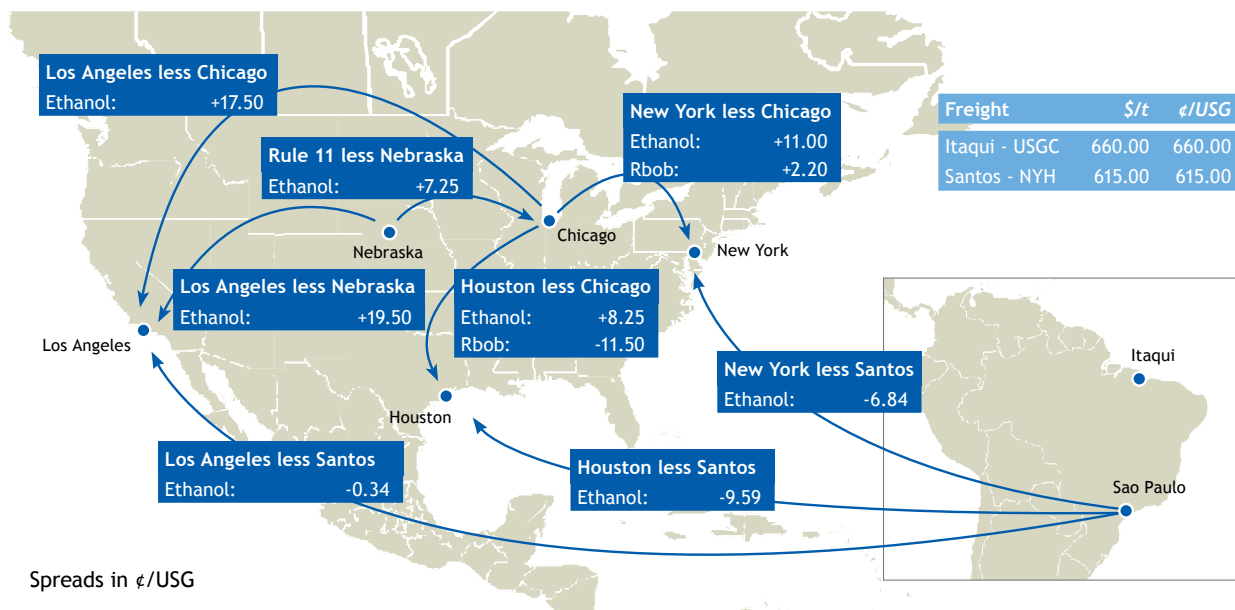 Los Angeles less Chicago
Ethanol: +17.50
New York less Chicago
Ethanol: +11.00
Rbob: +2.20
Freight $/t ¢/USG
Itaqui - USGC 660.00 660.00
Santos - NYH 615.00 615.00
Rule 11 less Nebraska
Ethanol: +7.25
Nebraska
Chicago
New York
Los Angeles less Nebraska
Ethanol: +19.50
Houston less Chicago
Ethanol: +8.25
Rbob: -11.50
Los Angeles
Itaqui
New York less Santos
Ethanol: -6.84
Houston
Los Angeles less Santos
Ethanol: -0.34
Houston less Santos
Ethanol: -9.59
Sao Paulo
Spreads in ¢/USG